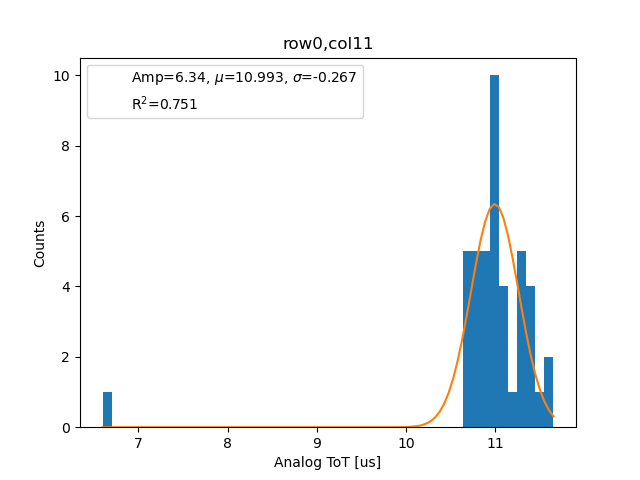 row0,col11
Amp=6.34, μ=10.993, σ=-0.267
R²=0.751
10
8
6
4
2
0
Counts
7 8 9 10 11
Analog ToT [us]